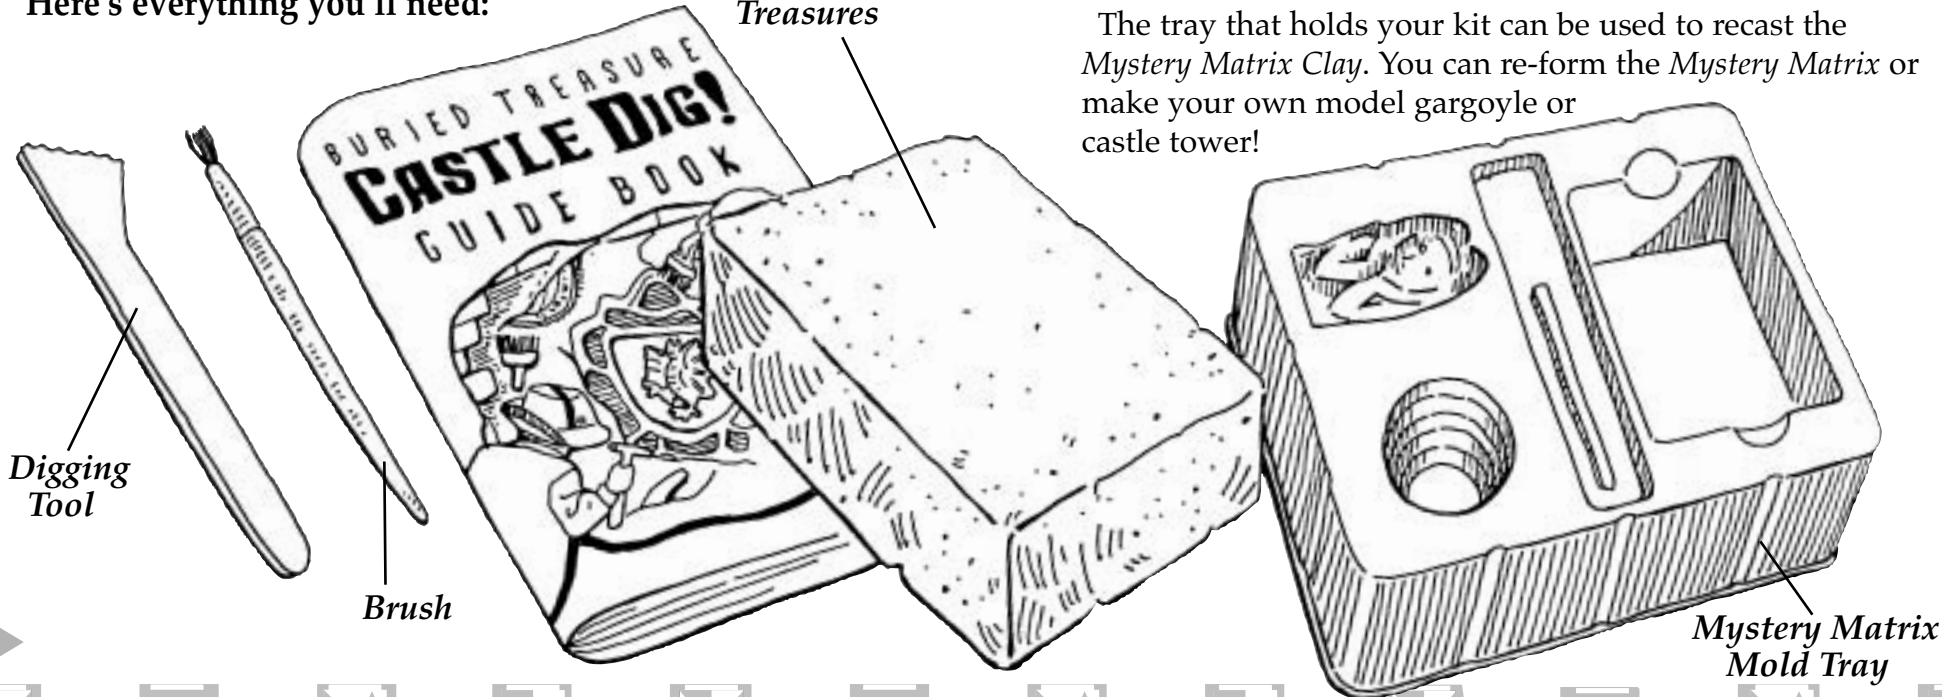 Here's everything you'll need:
Treasures
The tray that holds your kit can be used to recast the
Mystery Matrix Clay. You can re-form the Mystery Matrix or
make your own model gargoyle or
castle tower!
BURIED TREASURE
CASTLE DIG!
GUIDE BOOK
Digging
Tool
Brush
Mystery Matrix
Mold Tray